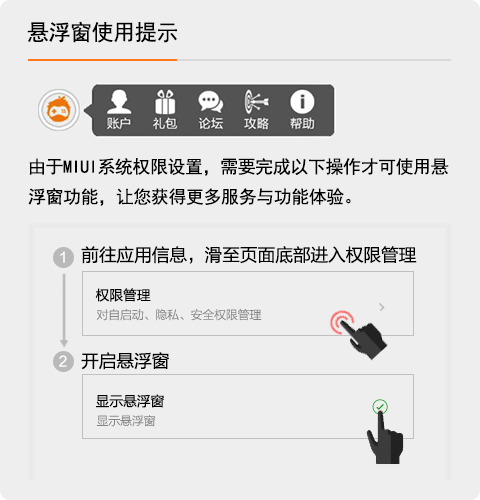 悬浮窗使用提示
账户 礼包 论坛 攻略 帮助
由于MIUI系统权限设置，需要完成以下操作才可使用悬
浮窗功能，让您获得更多服务与功能体验。
1 前往应用信息，滑至页面底部进入权限管理
权限管理
对自启动、隐私、安全权限管理
2 开启悬浮窗
显示悬浮窗
显示悬浮窗